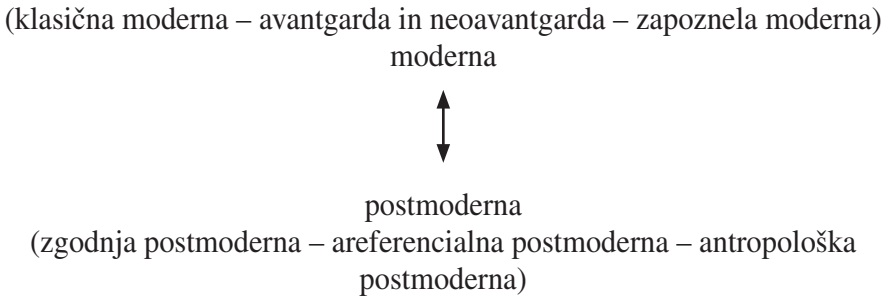 (klasična moderna – avantgarda in neoavantgarda – zapoznela moderna)
moderna
postmoderna
(zgodnja postmoderna – areferencialna postmoderna – antropološka
postmoderna)